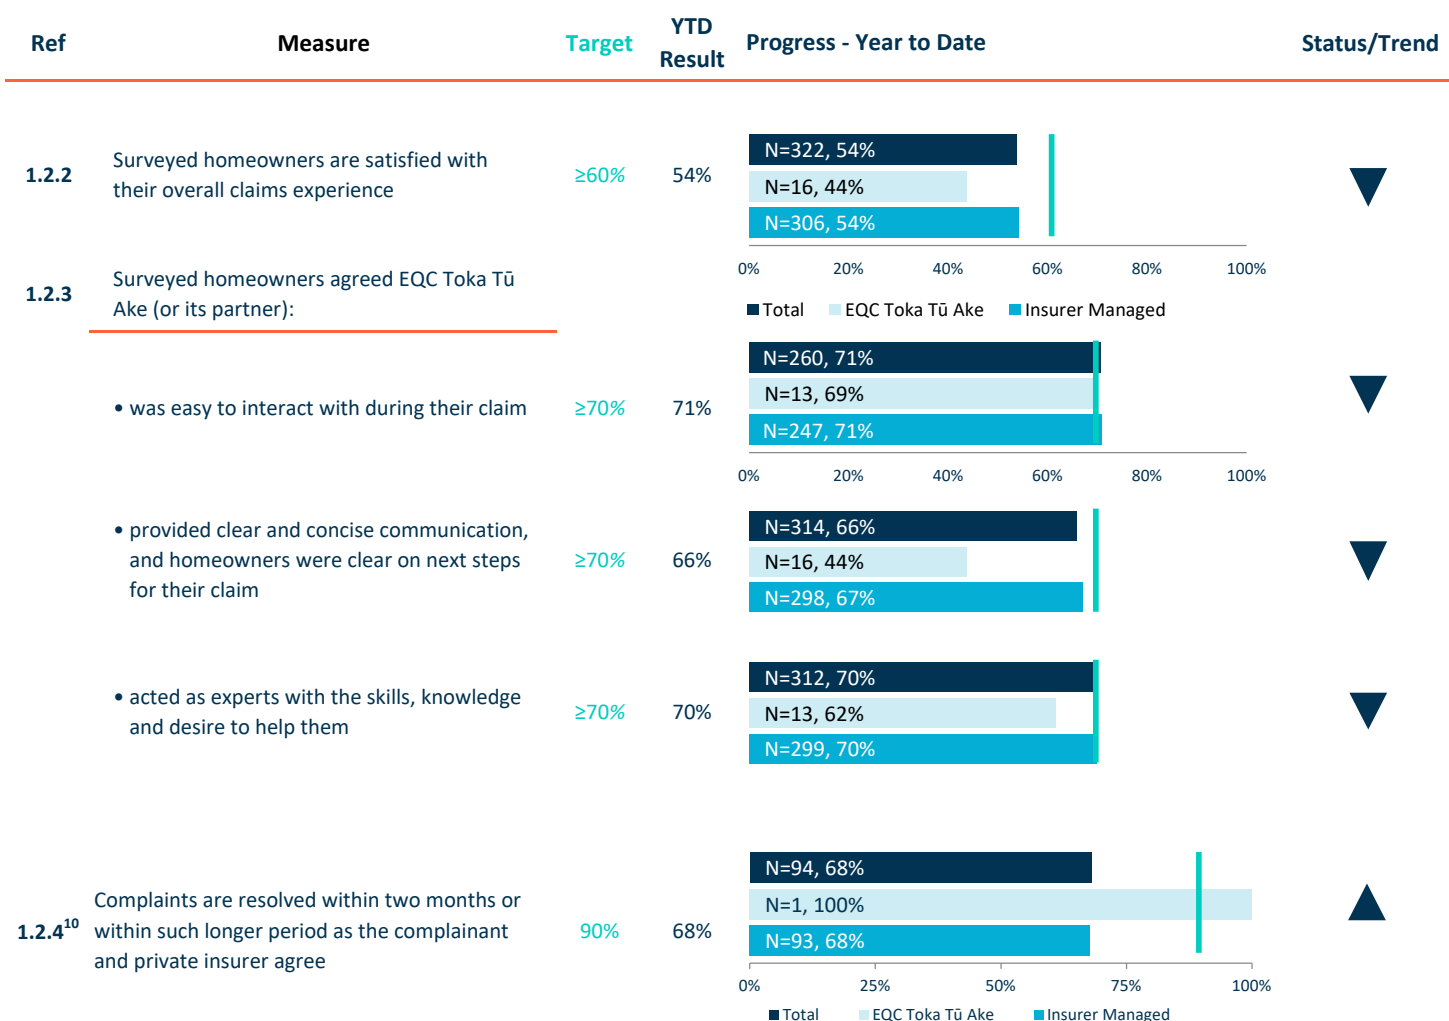 Ref Measure Target YTD Result Progress - Year to Date Status/Trend
1.2.2 Surveyed homeowners are satisfied with
their overall claims experience
≥60% 54%
N=322, 54%
N=16, 44%
N=306, 54%
0% 20% 40% 60% 80% 100%
Total EQC Toka Tū Ake Insurer Managed
1.2.3 Surveyed homeowners agreed EQC Toka Tū
Ake (or its partner):
• was easy to interact with during their claim
≥70% 71%
N=260, 71%
N=13, 69%
N=247, 71%
0% 20% 40% 60% 80% 100%
• provided clear and concise communication,
and homeowners were clear on next steps
for their claim
≥70% 66%
N=314, 66%
N=16, 44%
N=298, 67%
• acted as experts with the skills, knowledge
and desire to help them
≥70% 70%
N=312, 70%
N=13, 62%
N=299, 70%
1.2.4¹⁰ Complaints are resolved within two months or
within such longer period as the complainant
and private insurer agree
90% 68%
N=94, 68%
N=1, 100%
N=93, 68%
0% 25% 50% 75% 100%
Total EQC Toka Tū Ake Insurer Managed